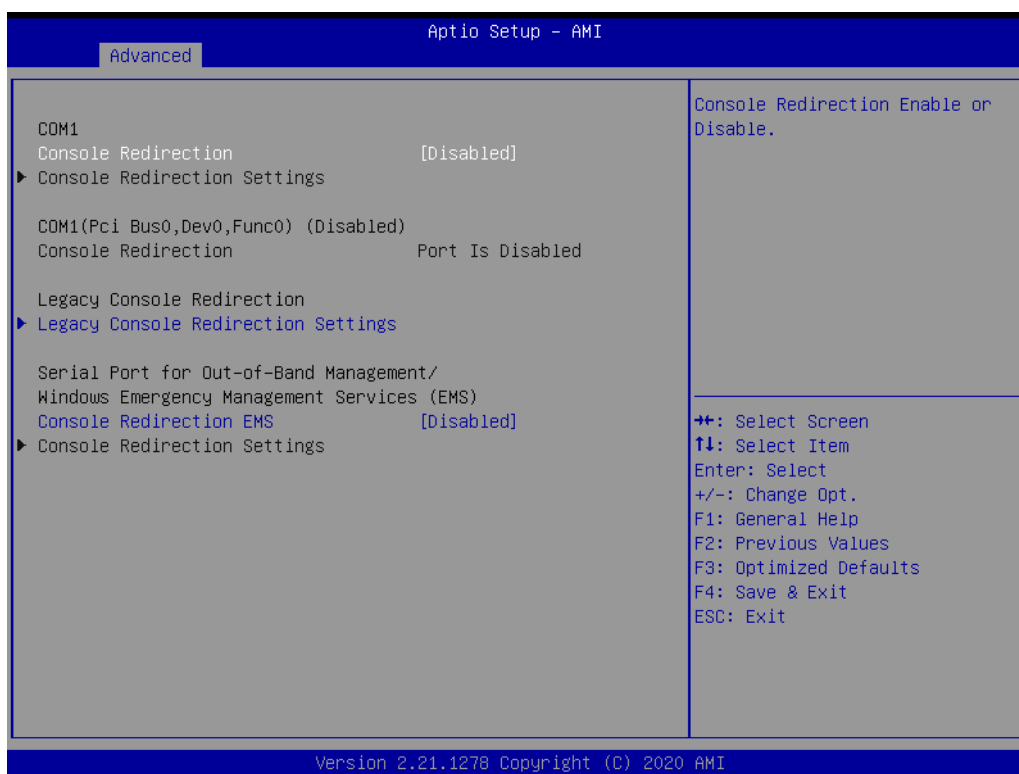 Aptio Setup – AMI
Advanced
COM1
Console Redirection [Disabled]
▶ Console Redirection Settings
COM1(Pci Bus0,Dev0,Func0) (Disabled)
Console Redirection Port Is Disabled
Legacy Console Redirection
▶ Legacy Console Redirection Settings
Serial Port for Out-of-Band Management/
Windows Emergency Management Services (EMS)
Console Redirection EMS [Disabled]
▶ Console Redirection Settings
Console Redirection Enable or
Disable.
→←: Select Screen
↑↓: Select Item
Enter: Select
+/-: Change Opt.
F1: General Help
F2: Previous Values
F3: Optimized Defaults
F4: Save & Exit
ESC: Exit
Version 2.21.1278 Copyright (C) 2020 AMI